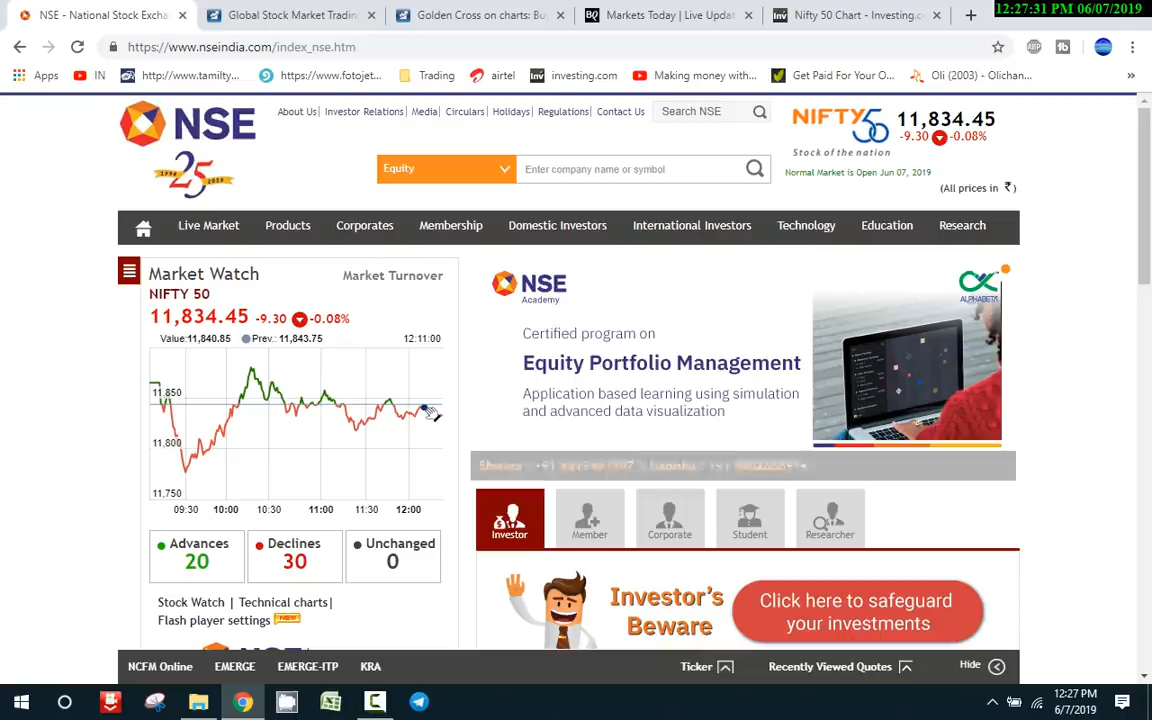 NSE - National Stock Excha
Global Stock Market Tradin
Golden Cross on charts: Bu
BQ Markets Today | Live Updat
Inv Nifty 50 Chart - Investing.c
12:27:31 PM 06/07/2019
https://www.nseindia.com/index_nse.htm
ABP
Apps
IN
http://www.tamilty...
https://www.fotojet...
Trading
airtel
Inv investing.com
Making money with...
Get Paid For Your O...
Oli (2003) - Olichan...
»
NSE
1994 25 2019
About Us| Investor Relations | Media| Circulars | Holidays| Regulations| Contact Us
Search NSE
NIFTY 50
Stock of the nation
11,834.45
-9.30 -0.08%
Equity
Enter company name or symbol
Normal Market is Open Jun 07, 2019
(All prices in ₹)
Live Market Products Corporates Membership Domestic Investors International Investors Technology Education Research
Market Watch
Market Turnover
NIFTY 50
11,834.45 -9.30 -0.08%
Value:11,840.85 Prev.: 11,843.75 12:11:00
11,850
11,800
11,750
09:30 10:00 10:30 11:00 11:30 12:00
Advances
20
Declines
30
Unchanged
0
Stock Watch | Technical charts|
Flash player settings NEW
NSE
Academy
Certified program on
Equity Portfolio Management
Application based learning using simulation
and advanced data visualization
ALPHABETA
Investor
Member
Corporate
Student
Researcher
Investor's
Beware
Click here to safeguard
your investments
NCFM Online EMERGE EMERGE-ITP KRA
Ticker
Recently Viewed Quotes
Hide
12:27 PM
6/7/2019